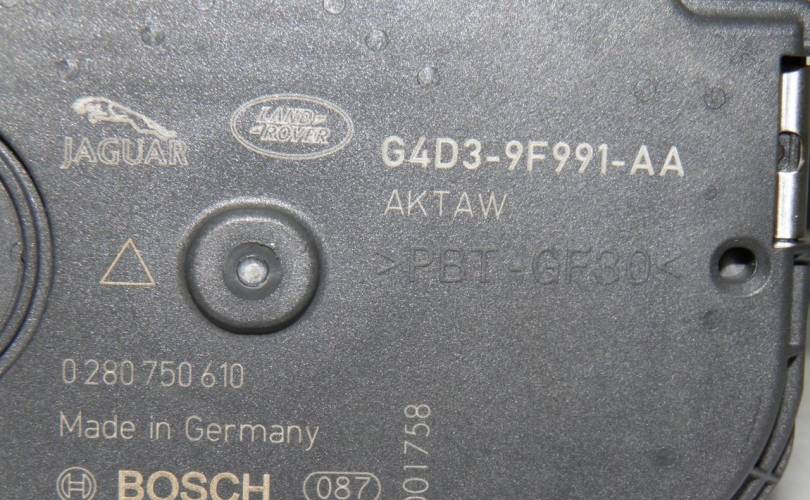 JAGUAR
LAND
ROVER
G4D3-9F991-AA
AKTAW
>PBT-GF30<
0 280 750 610
Made in Germany
BOSCH
087
001758